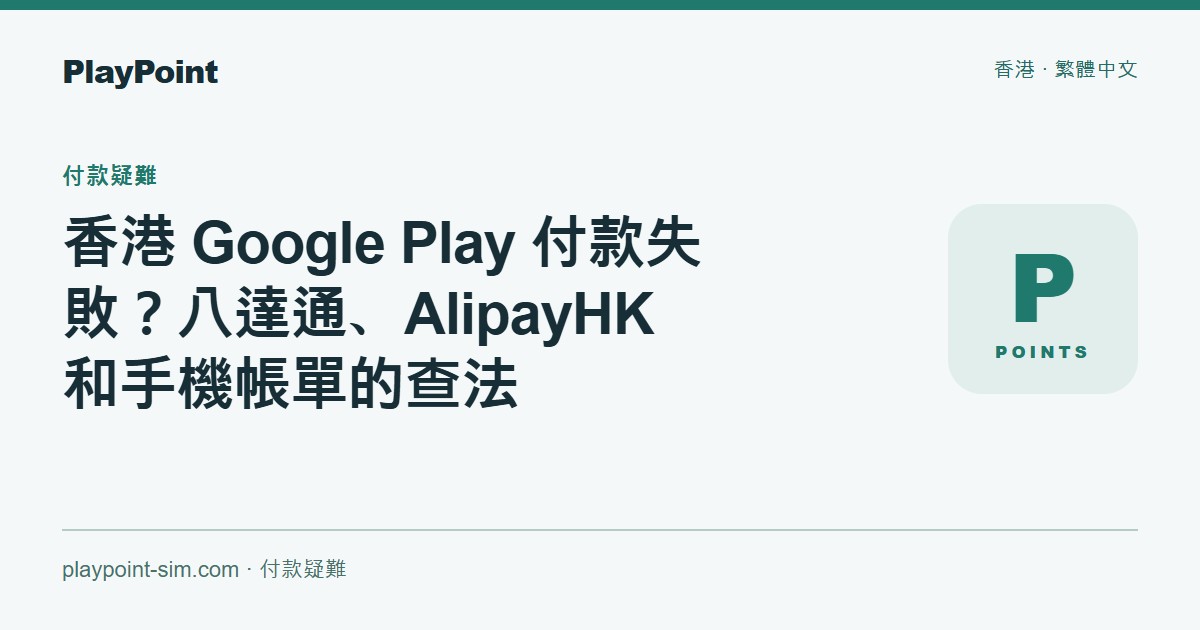 PlayPoint
香港 · 繁體中文
付款疑難
香港 Google Play 付款失
敗？八達通、AlipayHK
和手機帳單的查法
P
POINTS
playpoint-sim.com · 付款疑難